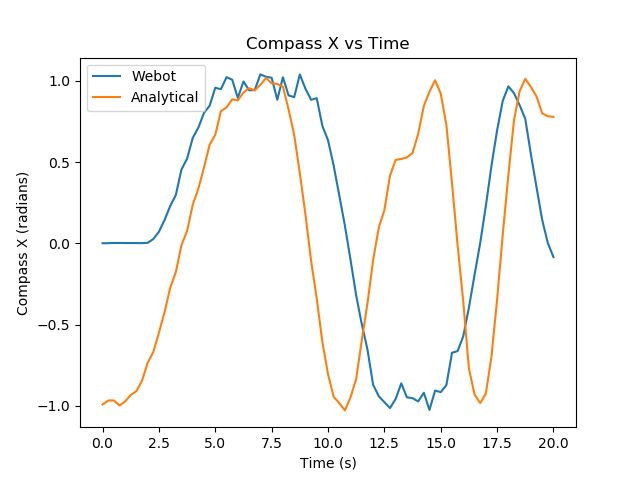 Compass X vs Time
Webot
Analytical
1.0
0.5
0.0
−0.5
−1.0
Compass X (radians)
0.0 2.5 5.0 7.5 10.0 12.5 15.0 17.5 20.0
Time (s)